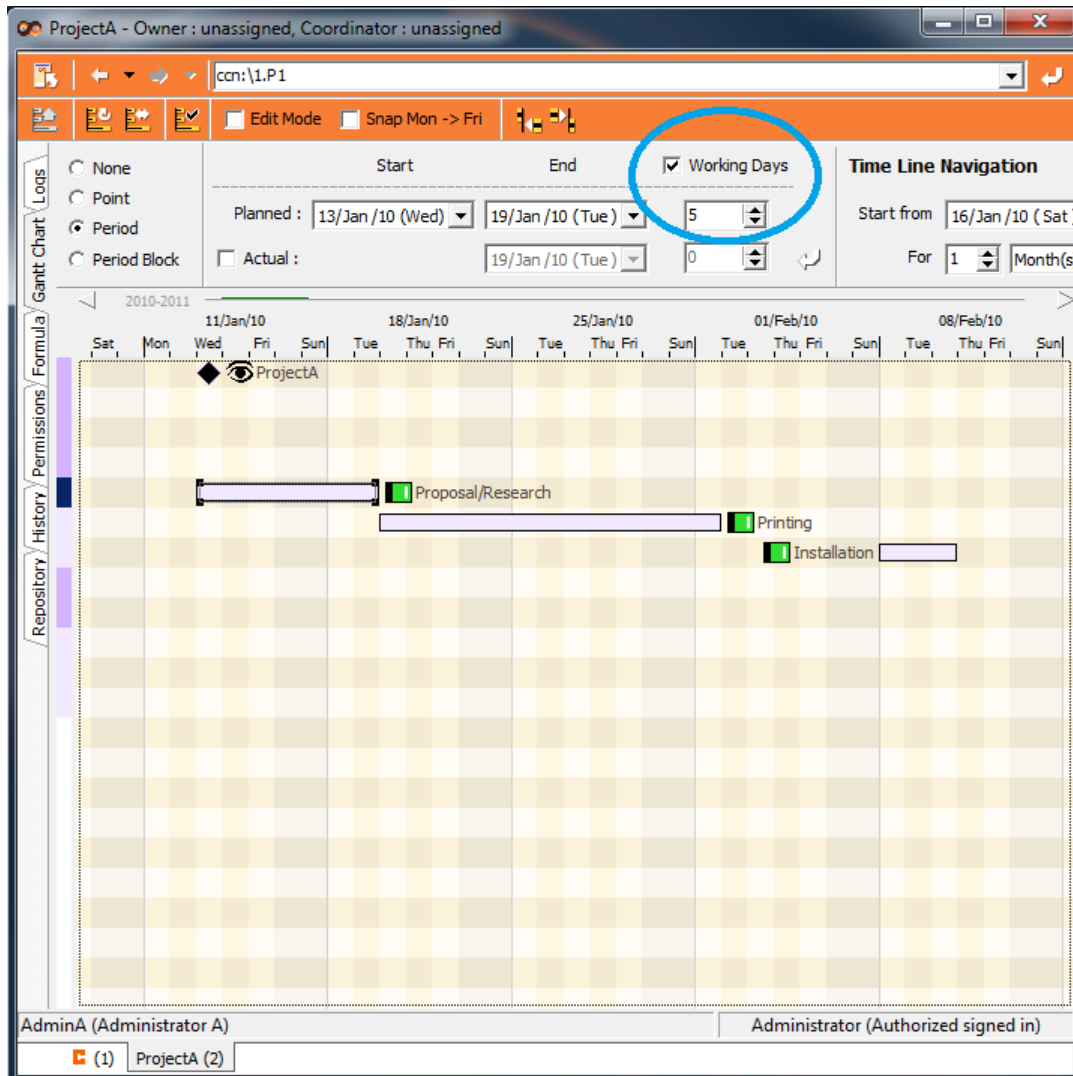 ProjectA - Owner : unassigned, Coordinator : unassigned
ccn:\1.P1
Edit Mode Snap Mon -> Fri
None Start End Working Days Time Line Navigation
Point
Planned : 13/Jan /10 (Wed) 19/Jan /10 (Tue ) 5 Start from 16/Jan /10 ( Sat )
Period
Period Block Actual : 19/Jan /10 (Tue ) 0 For 1 Month(s
Logs
Gantt Chart
Formula
Permissions
History
Repository
2010-2011
11/Jan/10 18/Jan/10 25/Jan/10 01/Feb/10 08/Feb/10
Sat Mon Wed Fri Sun Tue Thu Fri Sun Tue Thu Fri Sun Tue Thu Fri Sun Tue Thu Fri Sun
ProjectA
Proposal/Research
Printing
Installation
AdminA (Administrator A) Administrator (Authorized signed in)
(1) ProjectA (2)